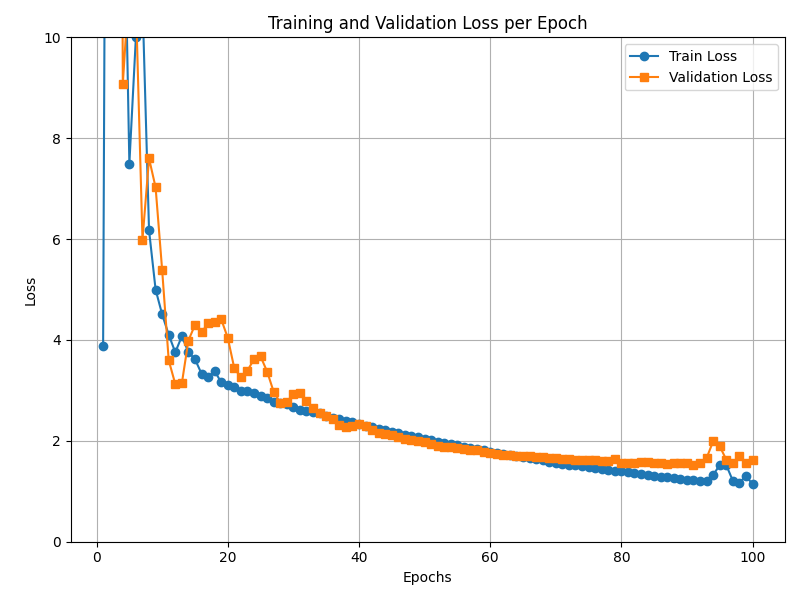 Training and Validation Loss per Epoch
Train Loss
Validation Loss
10
8
6
4
2
0
Loss
0 20 40 60 80 100
Epochs